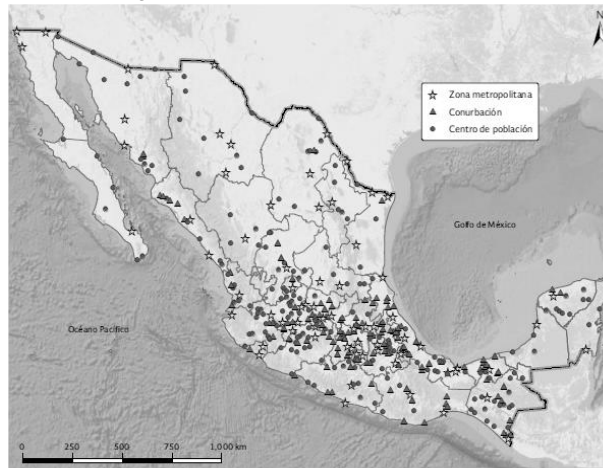 N
Zona metropolitana
Conurbación
Centro de población
Golfo de México
Océano Pacífico
0 250 500 750 1,000 km